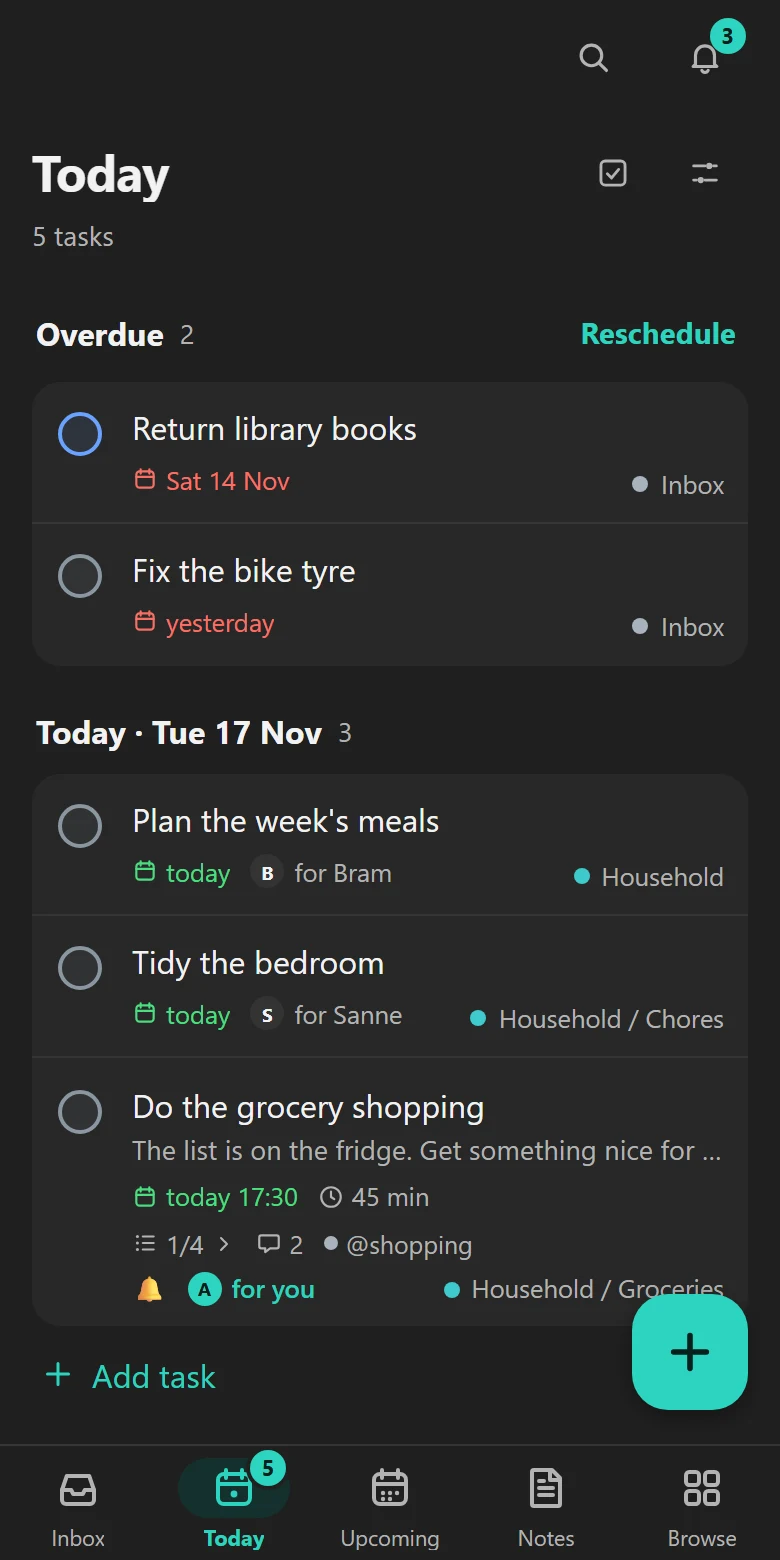 3
Today
5 tasks
Overdue 2
Reschedule
Return library books
Sat 14 Nov
Inbox
Fix the bike tyre
yesterday
Inbox
Today · Tue 17 Nov 3
Plan the week's meals
today B for Bram
Household
Tidy the bedroom
today S for Sanne
Household / Chores
Do the grocery shopping
The list is on the fridge. Get something nice for ...
today 17:30 45 min
1/4 > 2 @shopping
A for you
Household / Groceries
+ Add task
5
Inbox
Today
Upcoming
Notes
Browse